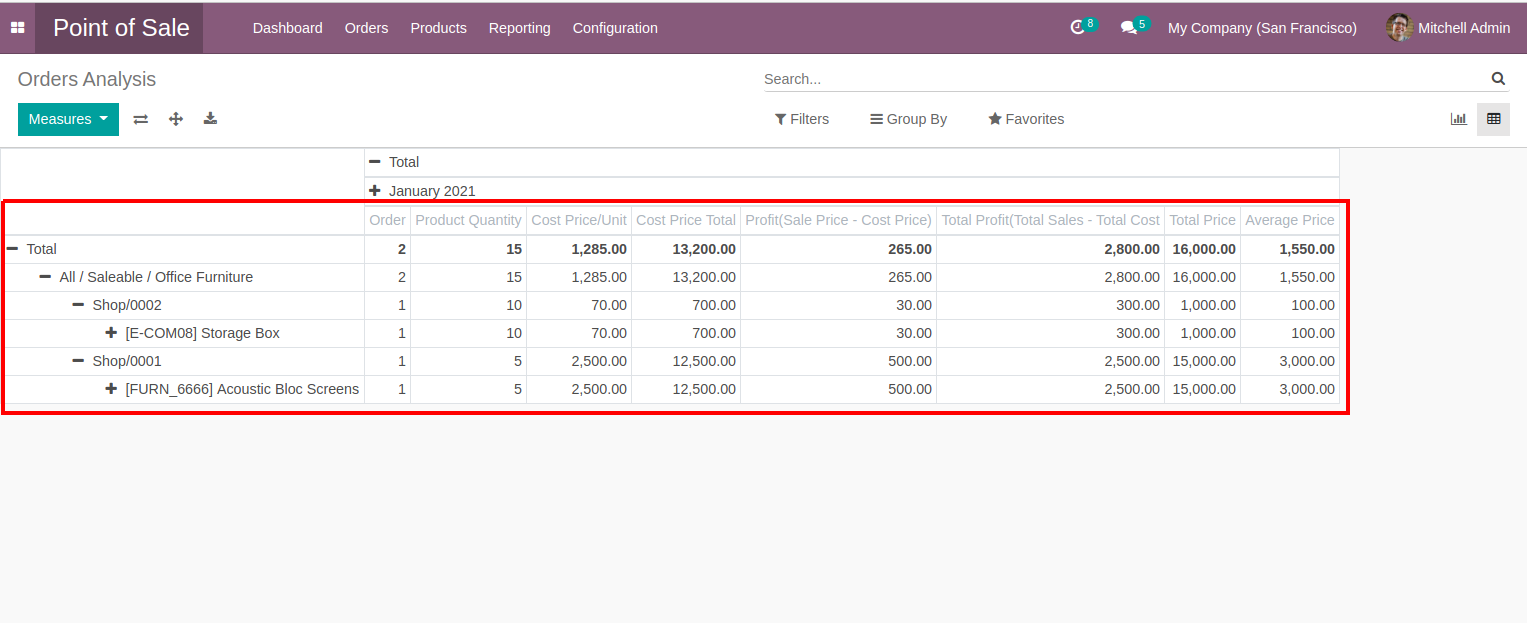 Point of Sale Dashboard Orders Products Reporting Configuration 8 5 My Company (San Francisco) Mitchell Admin
Orders Analysis Search...
Measures Filters Group By Favorites
Total
January 2021
Order Product Quantity Cost Price/Unit Cost Price Total Profit(Sale Price - Cost Price) Total Profit(Total Sales - Total Cost Total Price Average Price
Total 2 15 1,285.00 13,200.00 265.00 2,800.00 16,000.00 1,550.00
All / Saleable / Office Furniture 2 15 1,285.00 13,200.00 265.00 2,800.00 16,000.00 1,550.00
Shop/0002 1 10 70.00 700.00 30.00 300.00 1,000.00 100.00
[E-COM08] Storage Box 1 10 70.00 700.00 30.00 300.00 1,000.00 100.00
Shop/0001 1 5 2,500.00 12,500.00 500.00 2,500.00 15,000.00 3,000.00
[FURN_6666] Acoustic Bloc Screens 1 5 2,500.00 12,500.00 500.00 2,500.00 15,000.00 3,000.00